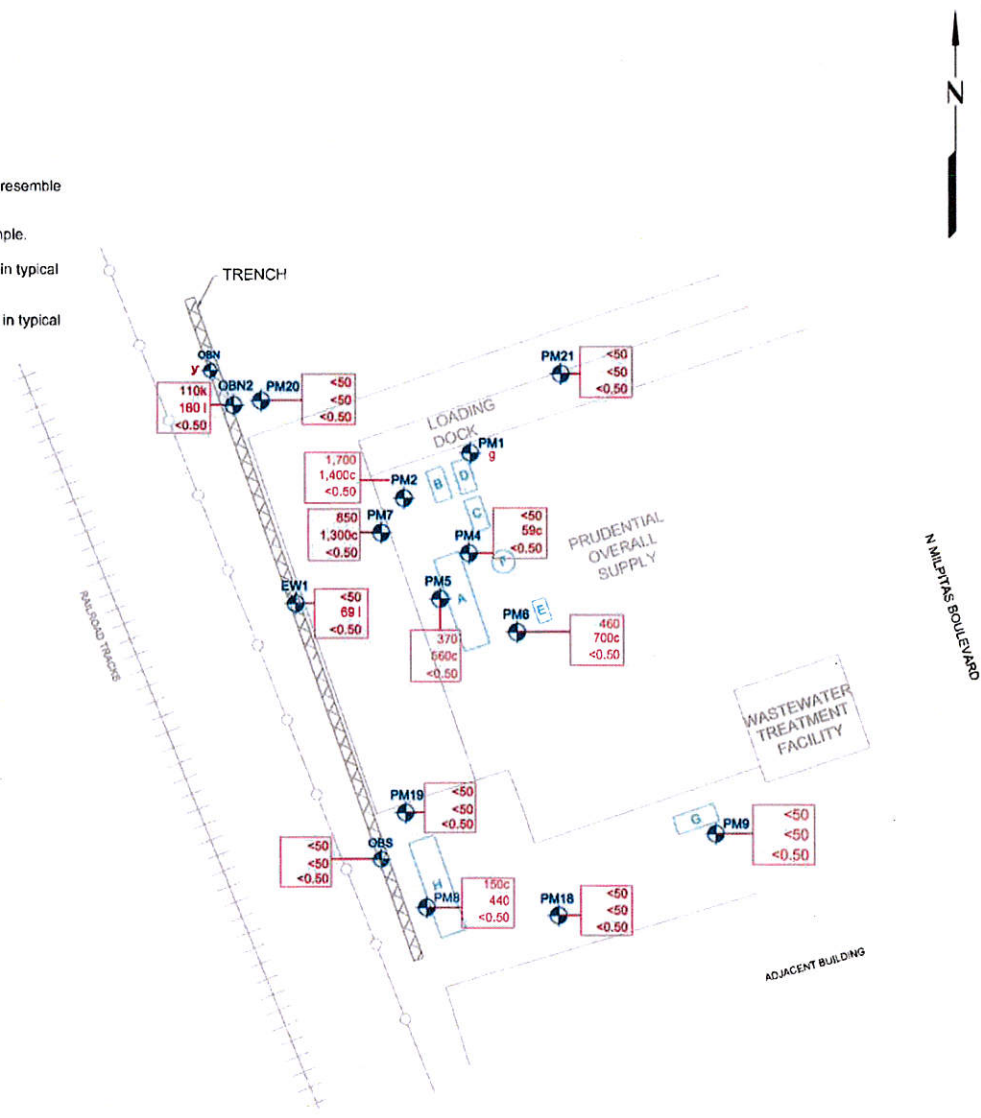 N
resemble
nple.
in typical
in typical
TRENCH
OBN
y
OBN2
110k
180 l
<0.50
PM20
<50
<50
<0.50
PM21
<50
<50
<0.50
LOADING
DOCK
PM1
g
B
D
C
PM2
1,700
1,400c
<0.50
PM7
850
1,300c
<0.50
PM4
<50
59c
<0.50
F
PRUDENTIAL
OVERALL
SUPPLY
EW1
<50
69 l
<0.50
PM5
A
370
560c
<0.50
E
PM6
460
700c
<0.50
RAILROAD TRACKS
N MILPITAS BOULEVARD
WASTEWATER
TREATMENT
FACILITY
PM19
<50
<50
<0.50
OBS
<50
<50
<0.50
H
PM8
150c
440
<0.50
G
PM9
<50
<50
<0.50
PM18
<50
<50
<0.50
ADJACENT BUILDING